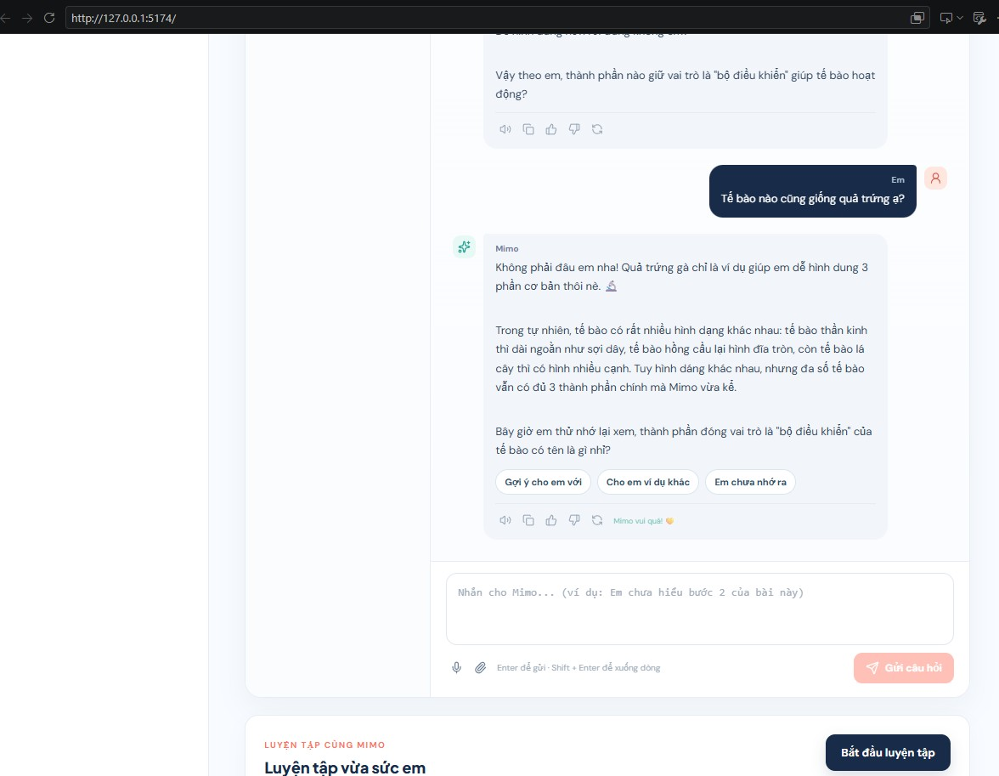 http://127.0.0.1:5174/
Vậy theo em, thành phần nào giữ vai trò là "bộ điều khiển" giúp tế bào hoạt
động?
Em
Tế bào nào cũng giống quả trứng ạ?
Mimo
Không phải đâu em nha! Quả trứng gà chỉ là ví dụ giúp em dễ hình dung 3
phần cơ bản thôi nè. 🔬
Trong tự nhiên, tế bào có rất nhiều hình dạng khác nhau: tế bào thần kinh
thì dài ngoằn như sợi dây, tế bào hồng cầu lại hình đĩa tròn, còn tế bào lá
cây thì có hình nhiều cạnh. Tuy hình dáng khác nhau, nhưng đa số tế bào
vẫn có đủ 3 thành phần chính mà Mimo vừa kể.
Bây giờ em thử nhớ lại xem, thành phần đóng vai trò là "bộ điều khiển" của
tế bào có tên là gì nhỉ?
Gợi ý cho em với
Cho em ví dụ khác
Em chưa nhớ ra
Mimo vui quá! 💛
Nhắn cho Mimo... (ví dụ: Em chưa hiểu bước 2 của bài này)
Enter để gửi · Shift + Enter để xuống dòng
Gửi câu hỏi
LUYỆN TẬP CÙNG MIMO
Luyện tập vừa sức em
Bắt đầu luyện tập